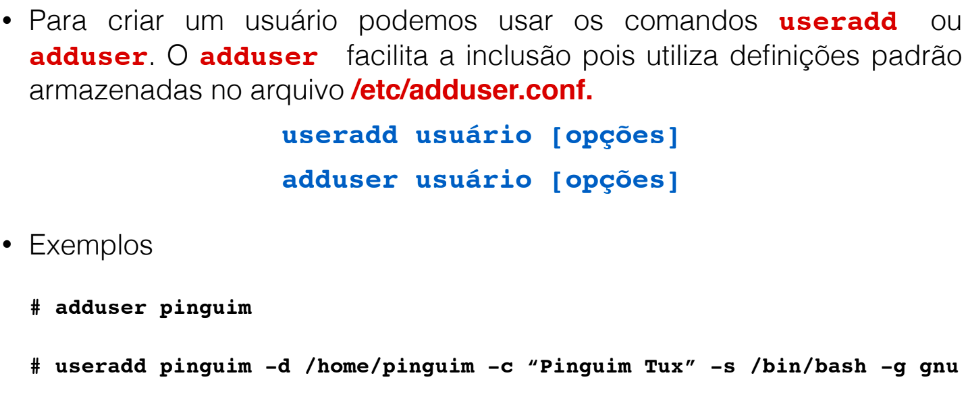 • Para criar um usuário podemos usar os comandos useradd ou
adduser. O adduser facilita a inclusão pois utiliza definições padrão
armazenadas no arquivo /etc/adduser.conf.
useradd usuário [opções]
adduser usuário [opções]
• Exemplos
# adduser pinguim
# useradd pinguim -d /home/pinguim -c “Pinguim Tux” -s /bin/bash -g gnu